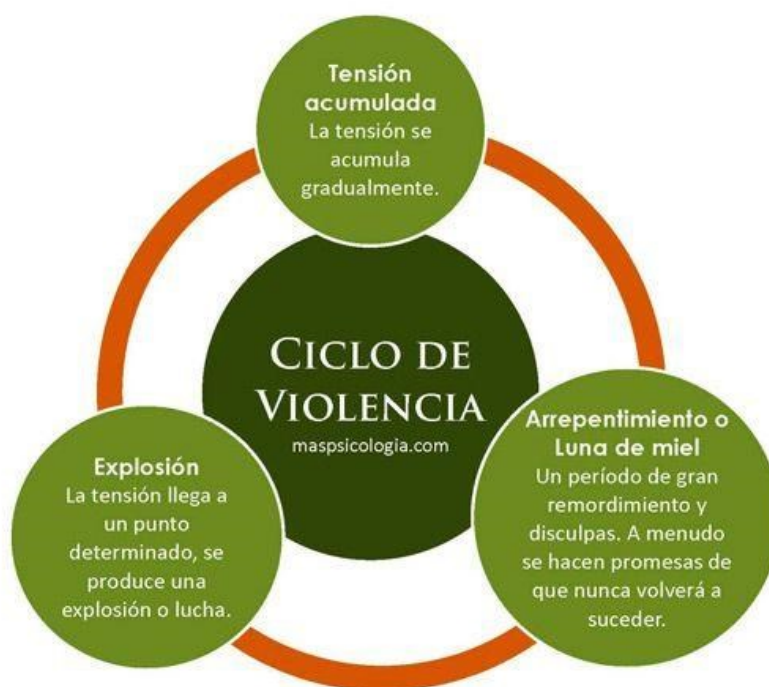 Tensión
acumulada
La tensión se
acumula
gradualmente.
CICLO DE
VIOLENCIA
maspsicologia.com
Explosión
La tensión llega a
un punto
determinado, se
produce una
explosión o lucha.
Arrepentimiento o
Luna de miel
Un período de gran
remordimiento y
disculpas. A menudo
se hacen promesas de
que nunca volverá a
suceder.